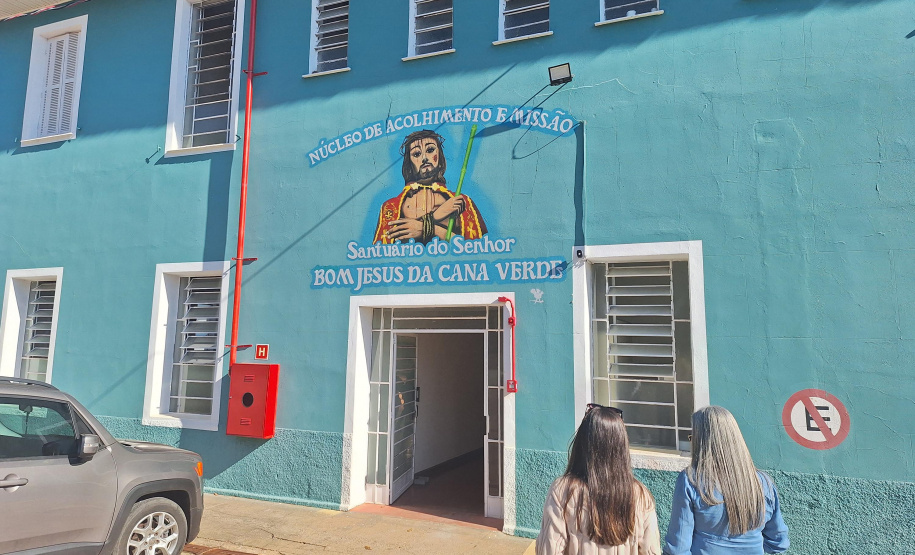 NÚCLEO DE ACOLHIMENTO E MISSÃO
Santuário do Senhor
BOM JESUS DA CANA VERDE
H
E